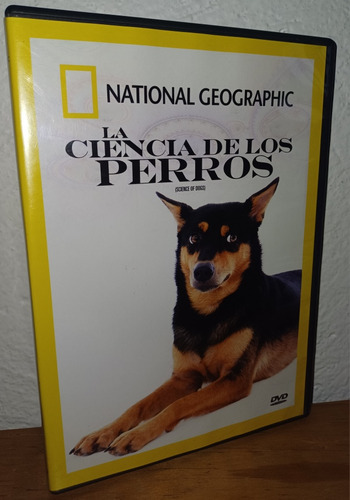 NATIONAL GEOGRAPHIC
LA
CIENCIA DE LOS
PERROS
(SCIENCE OF DOGS)
DVD